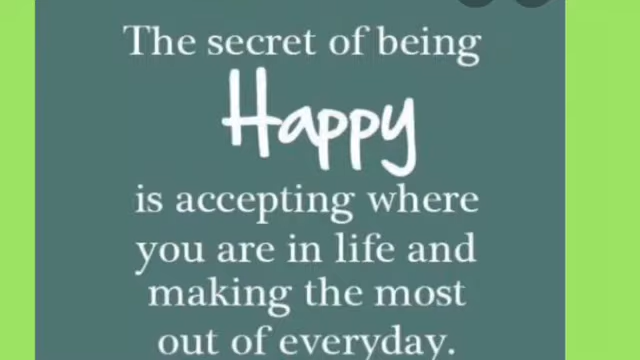 The secret of being
Happy
is accepting where
you are in life and
making the most
out of everyday.